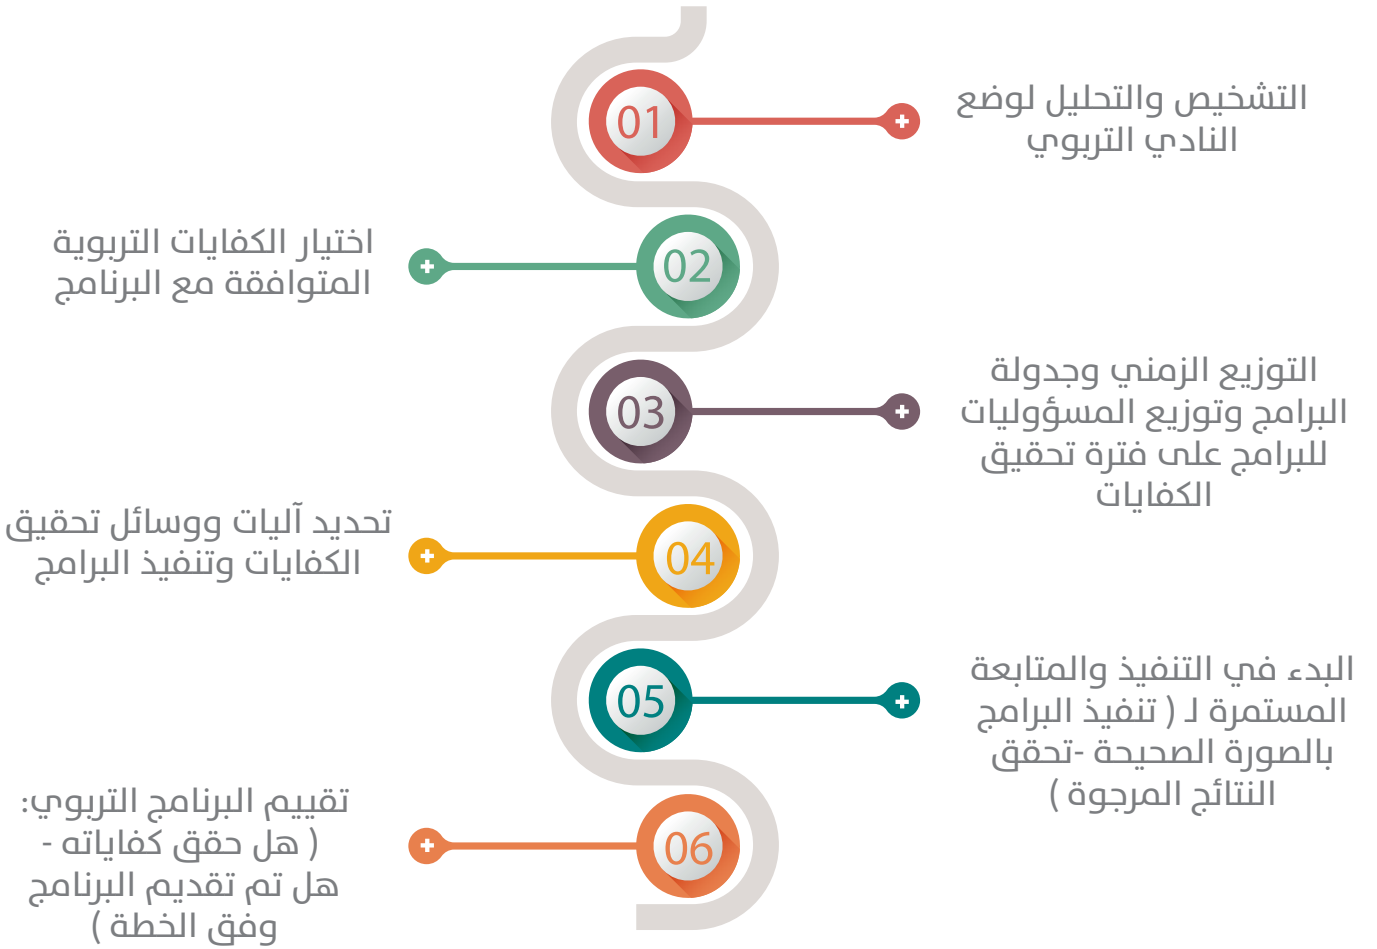 01
التشخيص والتحليل لوضع
النادي التربوي
02
اختيار الكفايات التربوية
المتوافقة مع البرنامج
03
التوزيع الزمني وجدولة
البرامج وتوزيع المسؤوليات
للبرامج على فترة تحقيق
الكفايات
04
تحديد آليات ووسائل تحقيق
الكفايات وتنفيذ البرامج
05
البدء في التنفيذ والمتابعة
المستمرة لـ ( تنفيذ البرامج
بالصورة الصحيحة -تحقق
النتائج المرجوة )
06
تقييم البرنامج التربوي:
( هل حقق كفاياته -
هل تم تقديم البرنامج
وفق الخطة )